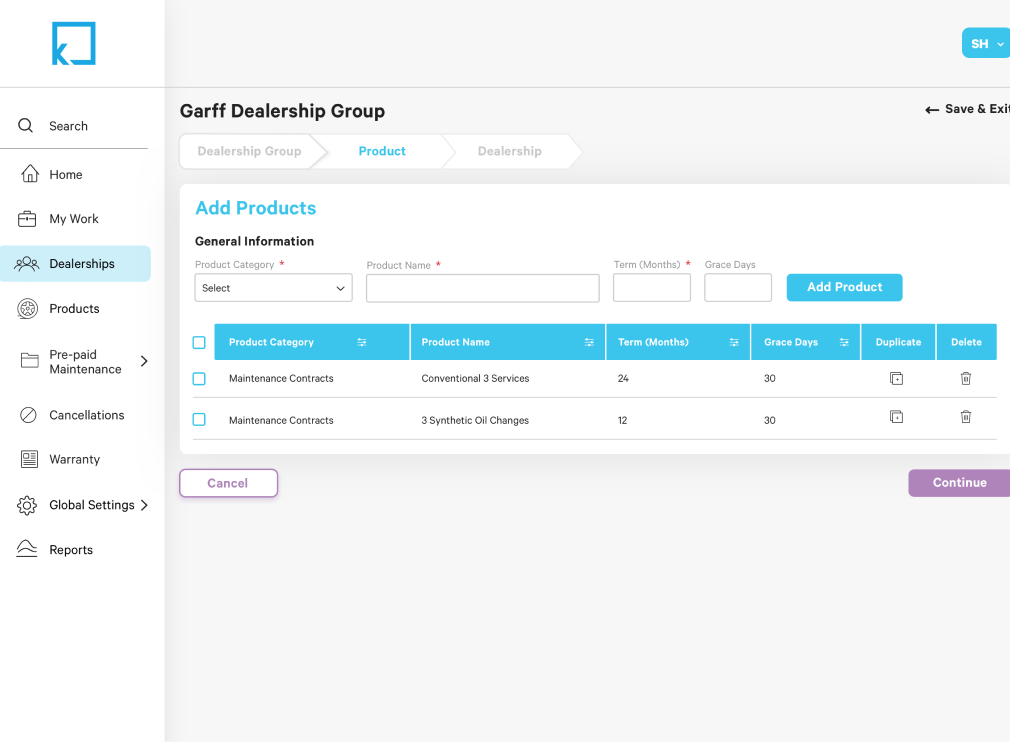 SH
Search
Home
My Work
Dealerships
Products
Pre-paid
Maintenance
Cancellations
Warranty
Global Settings
Reports
Garff Dealership Group
← Save & Exit
Dealership Group
Product
Dealership
Add Products
General Information
Product Category *
Product Name *
Term (Months) *
Grace Days
Select
Add Product
Product Category Product Name Term (Months) Grace Days Duplicate Delete
Maintenance Contracts Conventional 3 Services 24 30
Maintenance Contracts 3 Synthetic Oil Changes 12 30
Cancel
Continue